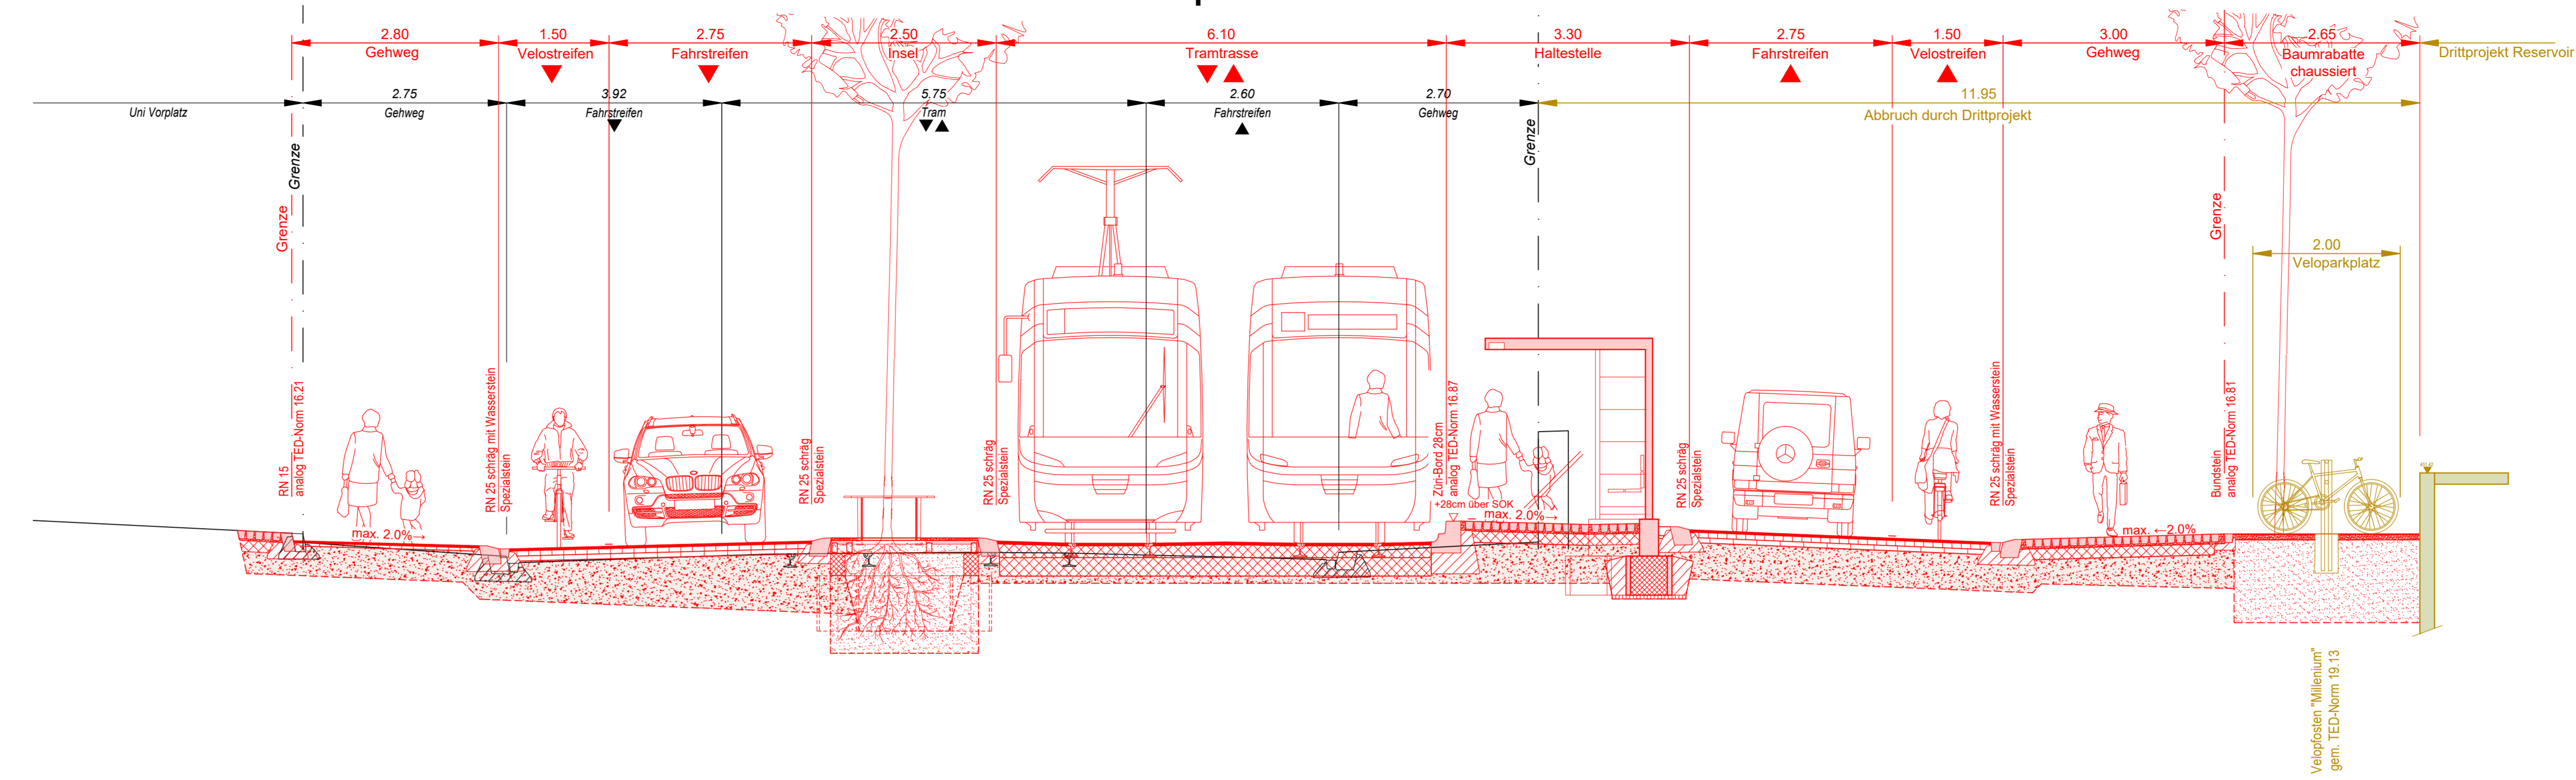 2.80
Gehweg
1.50
Velostreifen
2.75
Fahrstreifen
2.50
Insel
6.10
Tramtrasse
3.30
Haltestelle
2.75
Fahrstreifen
1.50
Velostreifen
3.00
Gehweg
2.65
Baumrabatte
chaussiert
Drittprojekt Reservoir
Uni Vorplatz
2.75
Gehweg
3.92
Fahrstreifen
5.75
Tram
2.60
Fahrstreifen
2.70
Gehweg
11.95
Abbruch durch Drittprojekt
Grenze
Grenze
Grenze
Grenze
2.00
Veloparkplatz
RN 15
analog TED-Norm 16.21
RN 25 schräg mit Wasserstein
Spezialstein
RN 25 schräg
Spezialstein
RN 25 schräg
Spezialstein
Züri-Bord 28cm
analog TED-Norm 16.87
+28cm über SOK
RN 25 schräg
Spezialstein
RN 25 schräg mit Wasserstein
Spezialstein
Bundstein
analog TED-Norm 16.81
max. 2.0%→
max. 2.0%→
max. ←2.0%
Velopfosten "Millenium"
gem. TED-Norm 19.13